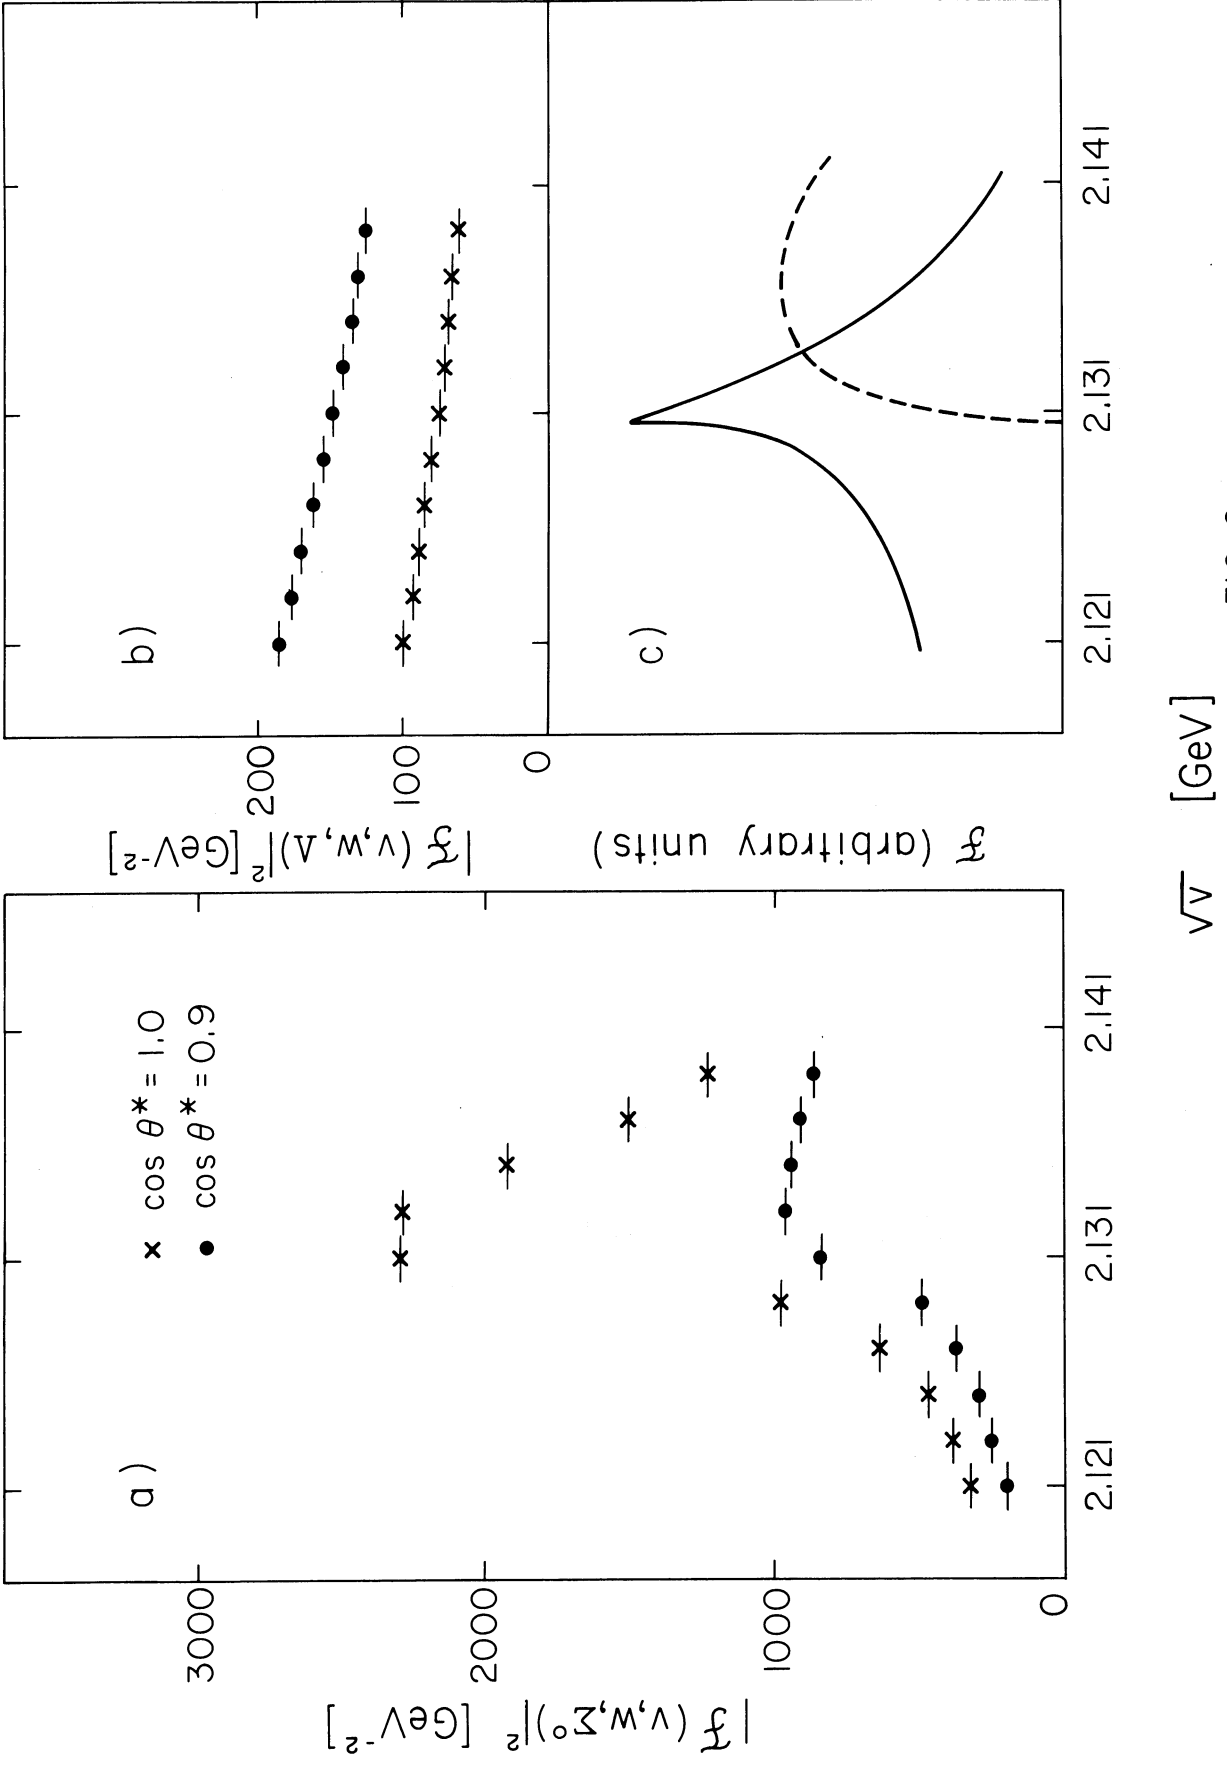 a)
× cos θ* = 1.0
● cos θ* = 0.9
|ℱ(v,w,Σ⁰)|² [GeV⁻²]
3000
2000
1000
0
2.121
2.131
2.141
b)
|ℱ(v,w,Λ)|² [GeV⁻²]
200
100
0
c)
ℱ (arbitrary units)
2.121
2.131
2.141
√v [GeV]